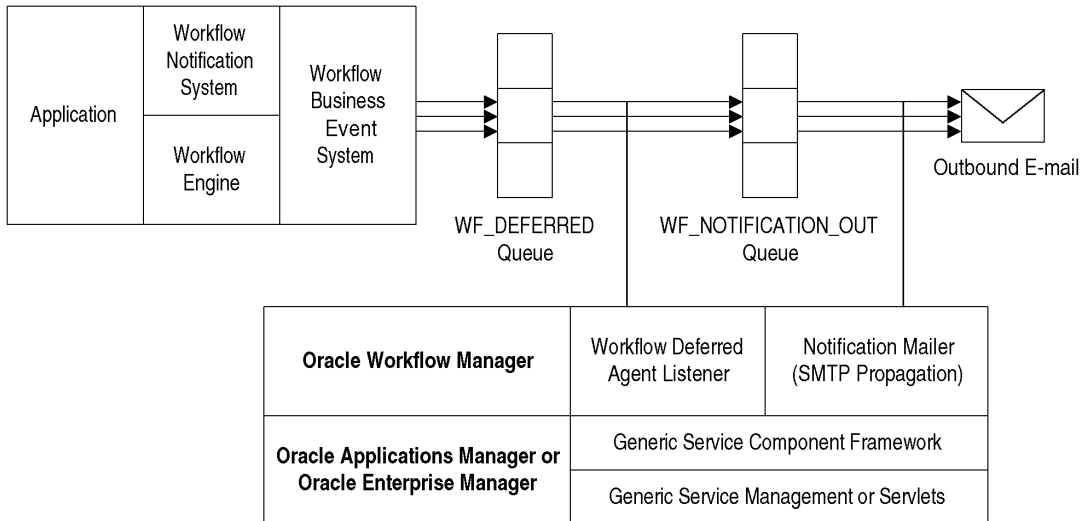 Application
Workflow
Notification
System
Workflow
Engine
Workflow
Business
Event
System
WF_DEFERRED
Queue
WF_NOTIFICATION_OUT
Queue
Outbound E-mail
Oracle Workflow Manager
Workflow Deferred
Agent Listener
Notification Mailer
(SMTP Propagation)
Oracle Applications Manager or
Oracle Enterprise Manager
Generic Service Component Framework
Generic Service Management or Servlets